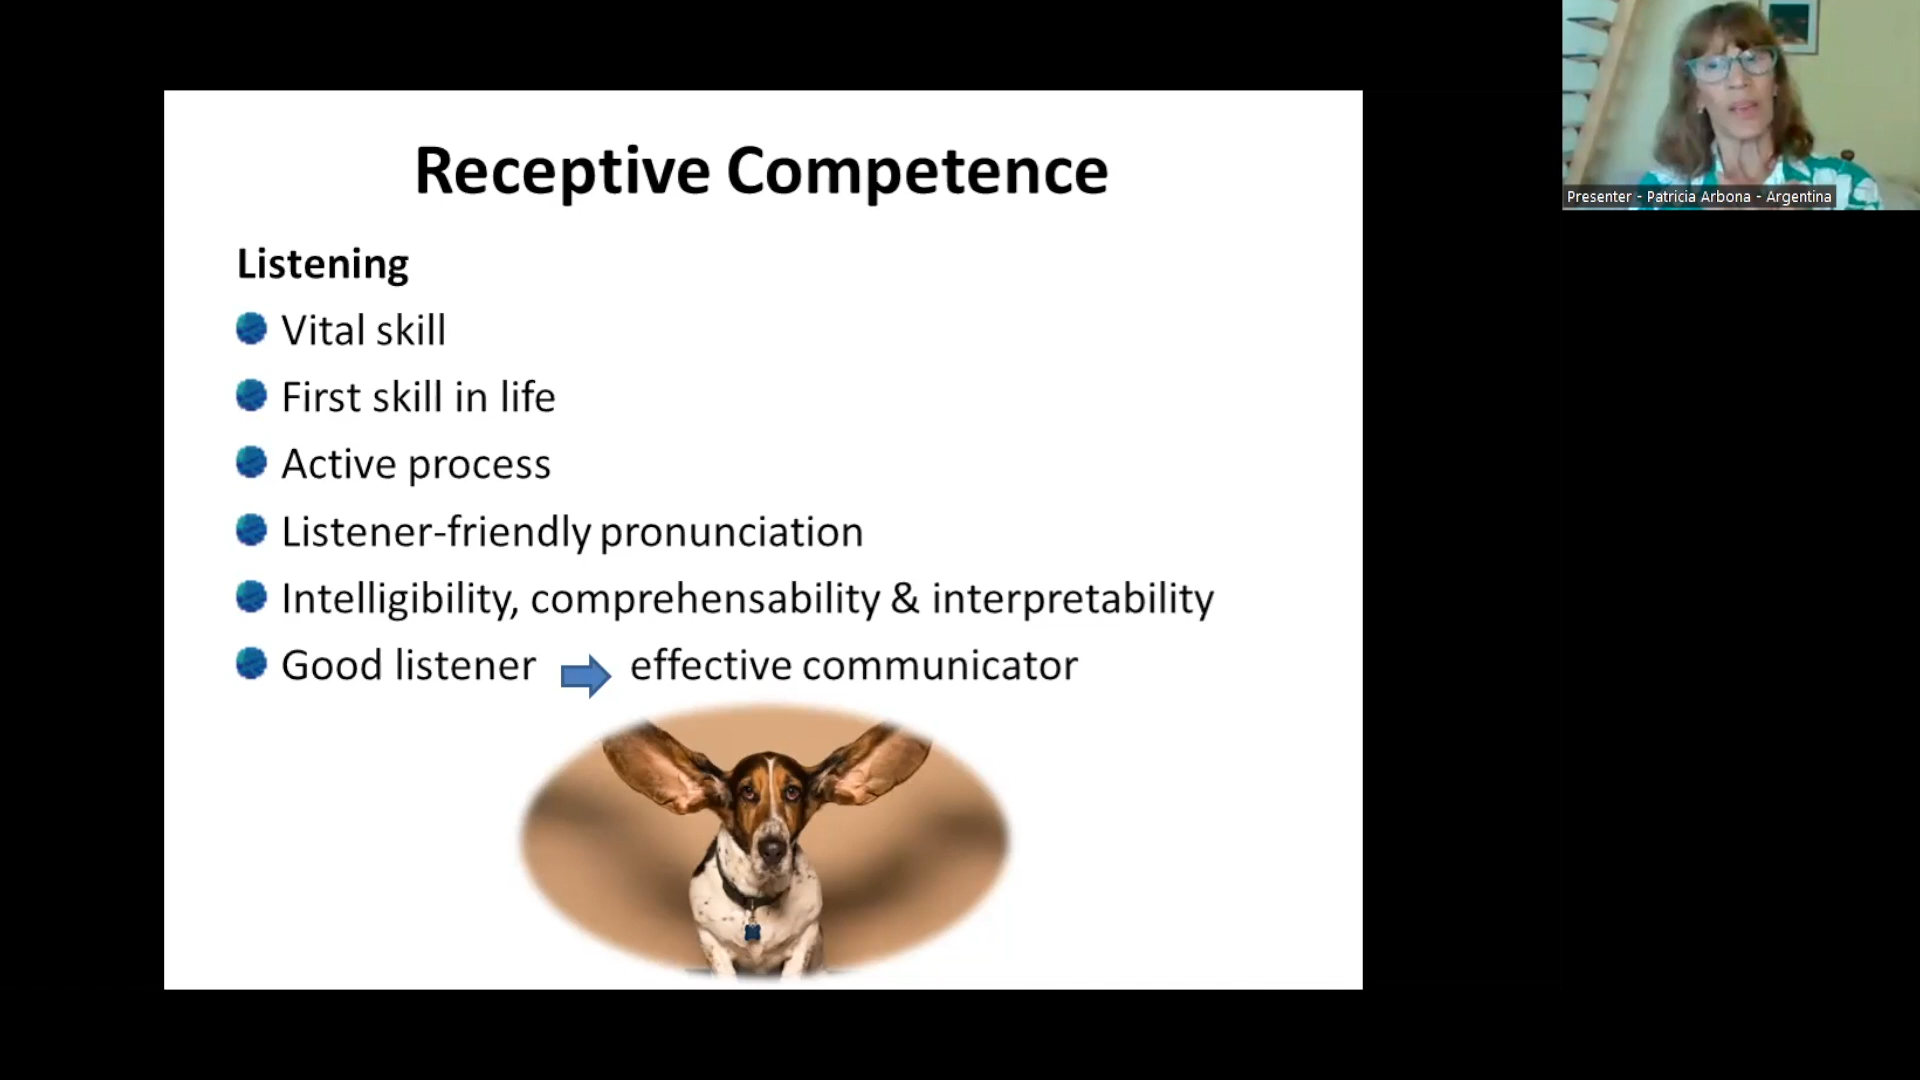 Receptive Competence
Listening
Vital skill
First skill in life
Active process
Listener-friendly pronunciation
Intelligibility, comprehensability & interpretability
Good listener effective communicator
Presenter - Patricia Arbona - Argentina